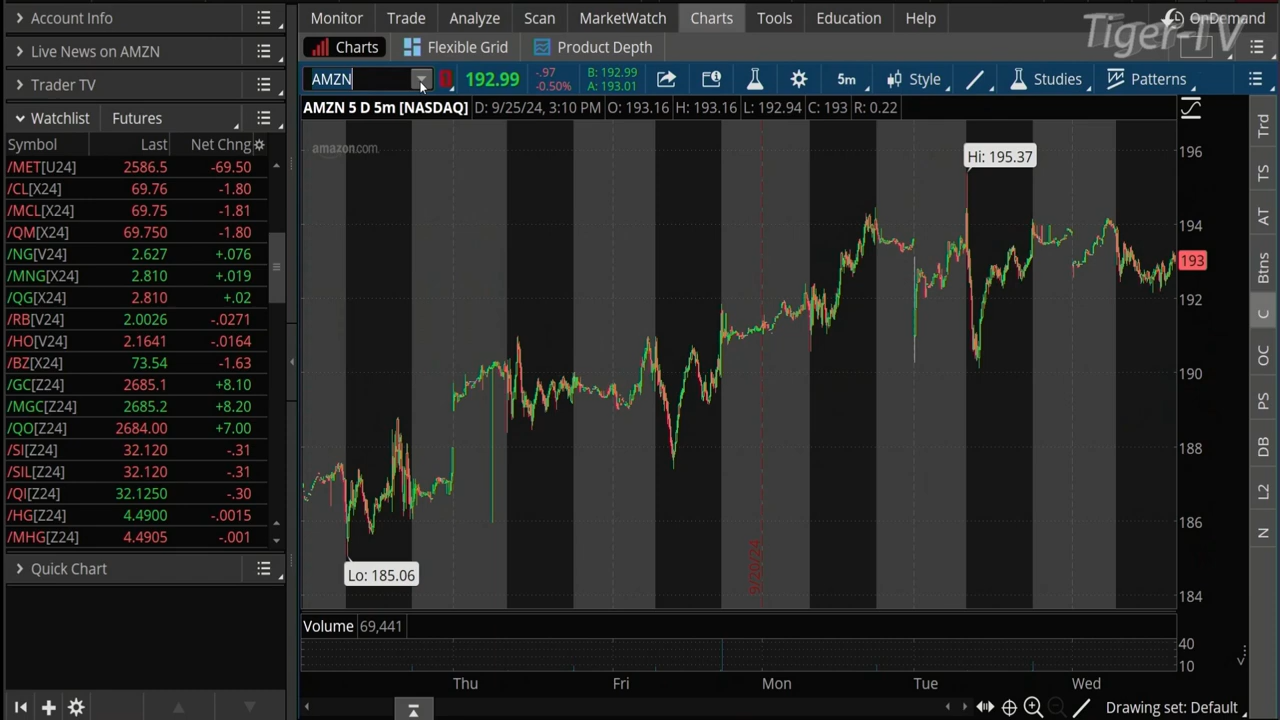 Account Info
Live News on AMZN
Trader TV
Watchlist Futures
Symbol Last Net Chng
/MET[U24] 2586.5 -69.50
/CL[X24] 69.76 -1.80
/MCL[X24] 69.75 -1.81
/QM[X24] 69.750 -1.80
/NG[V24] 2.627 +.076
/MNG[X24] 2.810 +.019
/QG[X24] 2.810 +.02
/RB[V24] 2.0026 -.0271
/HO[V24] 2.1641 -.0164
/BZ[X24] 73.54 -1.63
/GC[Z24] 2685.1 +8.10
/MGC[Z24] 2685.2 +8.20
/QO[Z24] 2684.00 +7.00
/SI[Z24] 32.120 -.31
/SIL[Z24] 32.120 -.31
/QI[Z24] 32.1250 -.30
/HG[Z24] 4.4900 -.0015
/MHG[Z24] 4.4905 -.001
Quick Chart
Monitor Trade Analyze Scan MarketWatch Charts Tools Education Help
OnDemand
Tiger-TV
Charts Flexible Grid Product Depth
AMZN 192.99 -.97 B: 192.99 5m Style Studies Patterns
-0.50% A: 193.01
AMZN 5 D 5m [NASDAQ] D: 9/25/24, 3:10 PM O: 193.16 H: 193.16 L: 192.94 C: 193 R: 0.22
amazon.com
Hi: 195.37
Lo: 185.06
9/20/24
196
194
193
192
190
188
186
184
Volume 69,441
40
10
Thu Fri Mon Tue Wed
Drawing set: Default
Trd
TS
AT
Btns
C
OC
PS
DB
L2
N